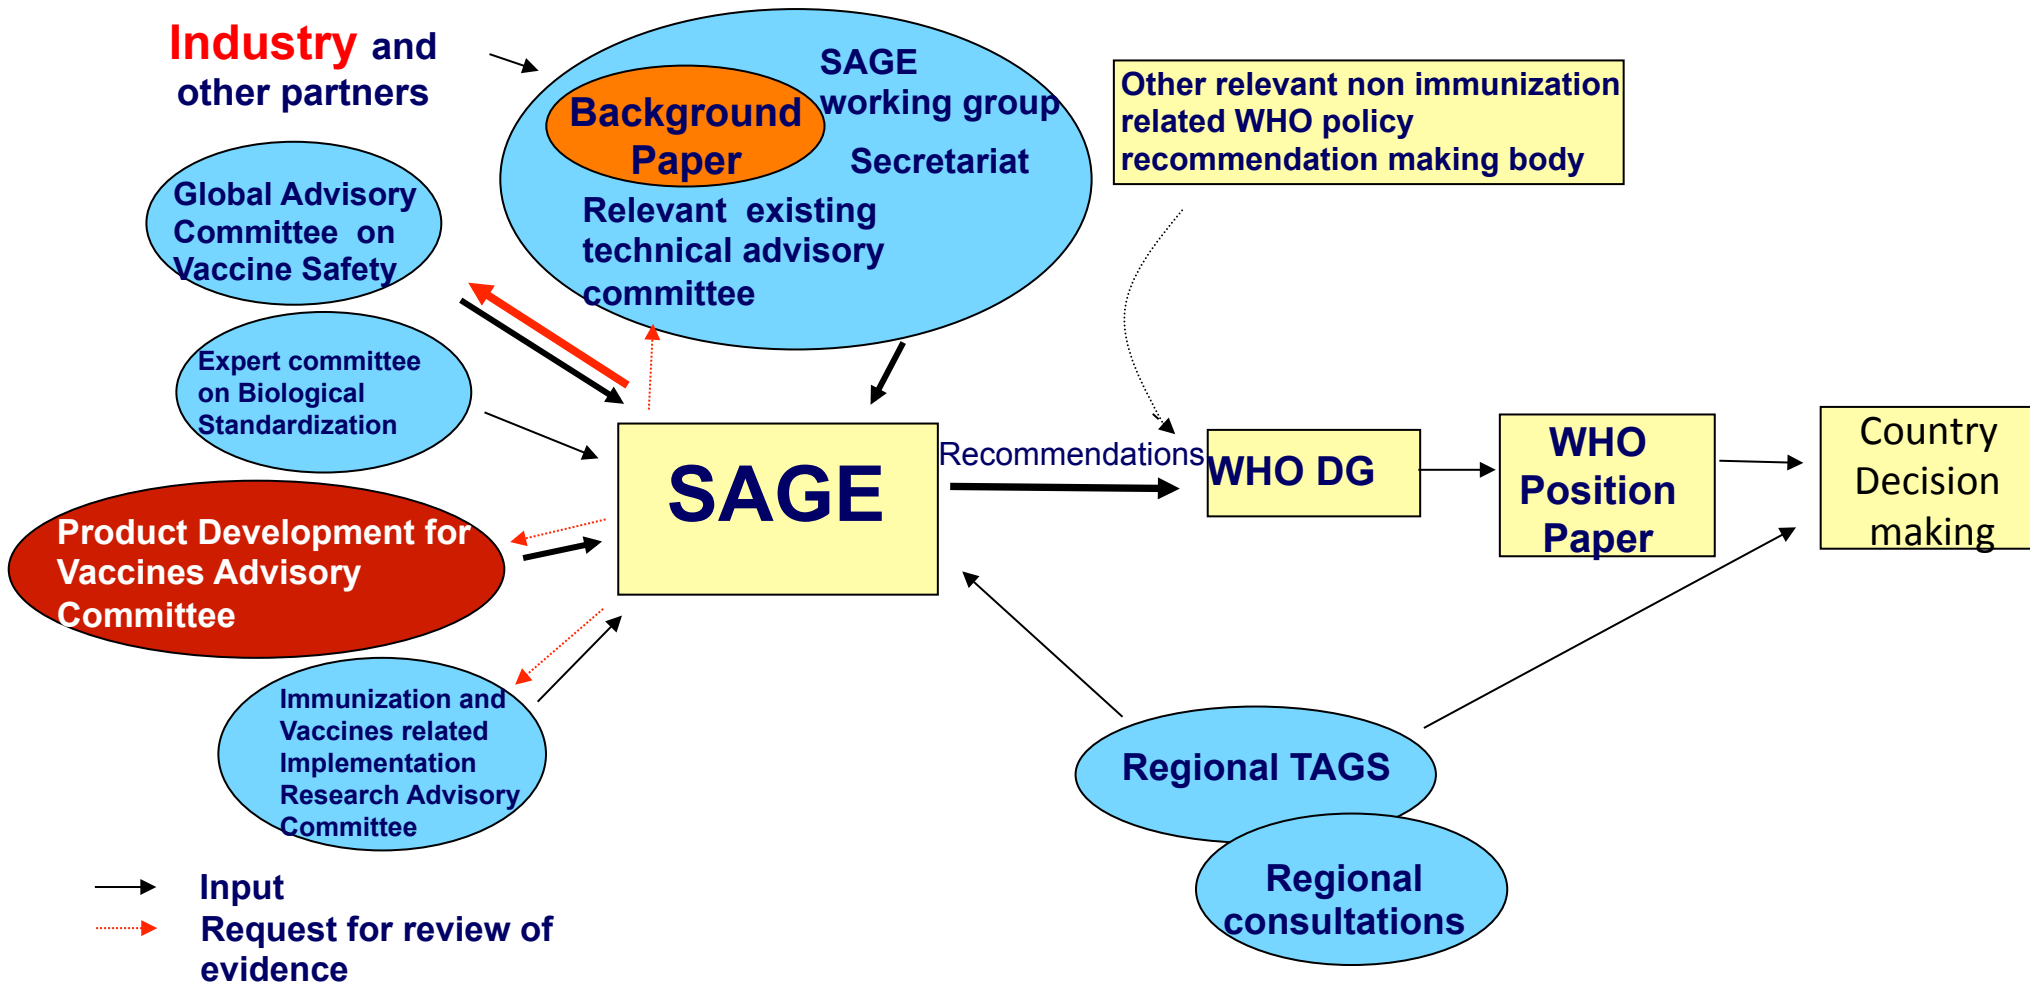 Industry and
other partners
SAGE
working group
Background
Paper
Secretariat
Relevant existing
technical advisory
committee
Other relevant non immunization
related WHO policy
recommendation making body
Global Advisory
Committee on
Vaccine Safety
Expert committee
on Biological
Standardization
Product Development for
Vaccines Advisory
Committee
Immunization and
Vaccines related
Implementation
Research Advisory
Committee
SAGE
Recommendations
WHO DG
WHO
Position
Paper
Country
Decision
making
Regional TAGS
Regional
consultations
Input
Request for review of
evidence